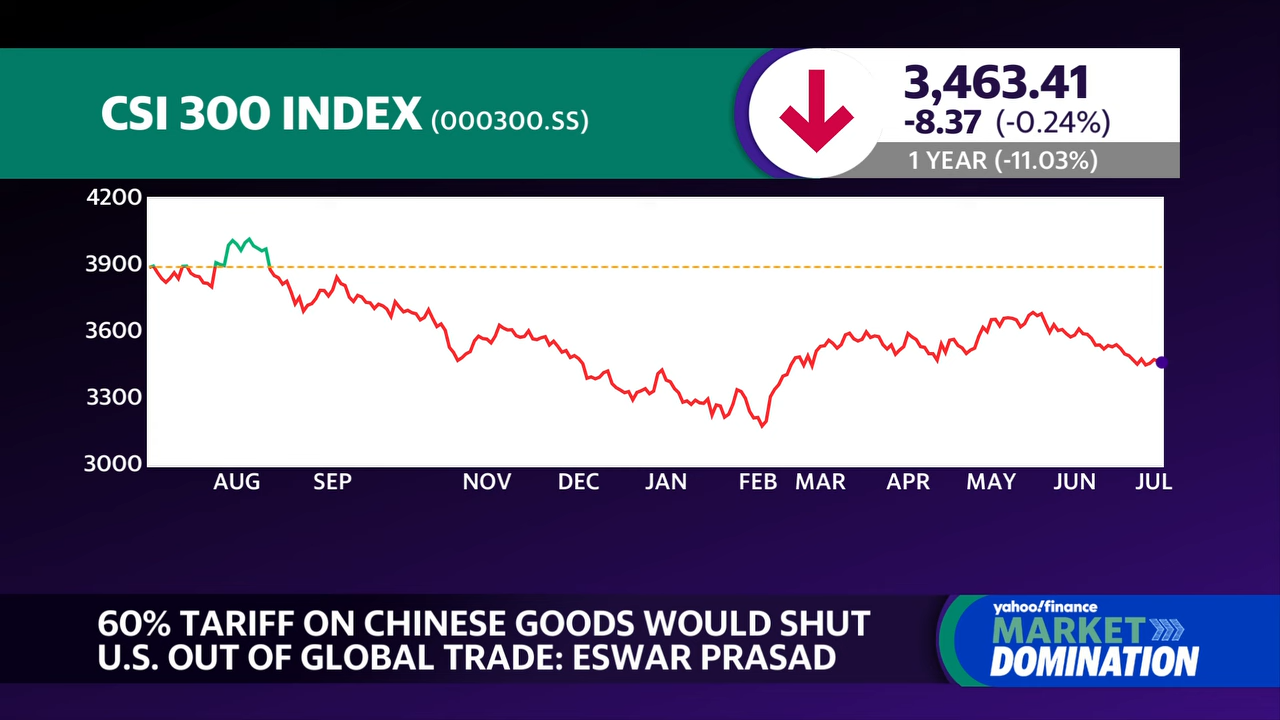 CSI 300 INDEX (000300.SS)
3,463.41
-8.37 (-0.24%)
1 YEAR (-11.03%)
4200
3900
3600
3300
3000
AUG SEP NOV DEC JAN FEB MAR APR MAY JUN JUL
60% TARIFF ON CHINESE GOODS WOULD SHUT
U.S. OUT OF GLOBAL TRADE: ESWAR PRASAD
yahoo!finance
MARKET
DOMINATION